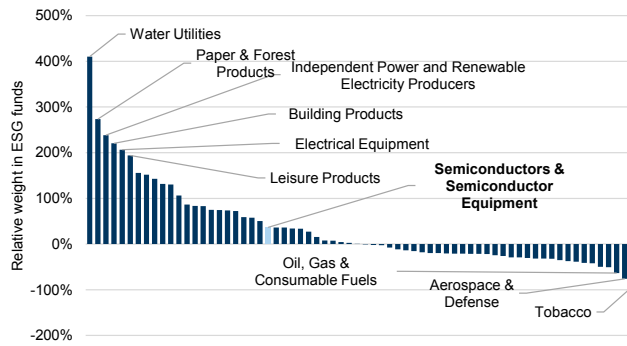 500%
400%
300%
200%
100%
0%
-100%
-200%
Relative weight in ESG funds
Water Utilities
Paper & Forest
Products
Independent Power and Renewable
Electricity Producers
Building Products
Electrical Equipment
Leisure Products
Semiconductors &
Semiconductor
Equipment
Oil, Gas &
Consumable Fuels
Aerospace &
Defense
Tobacco